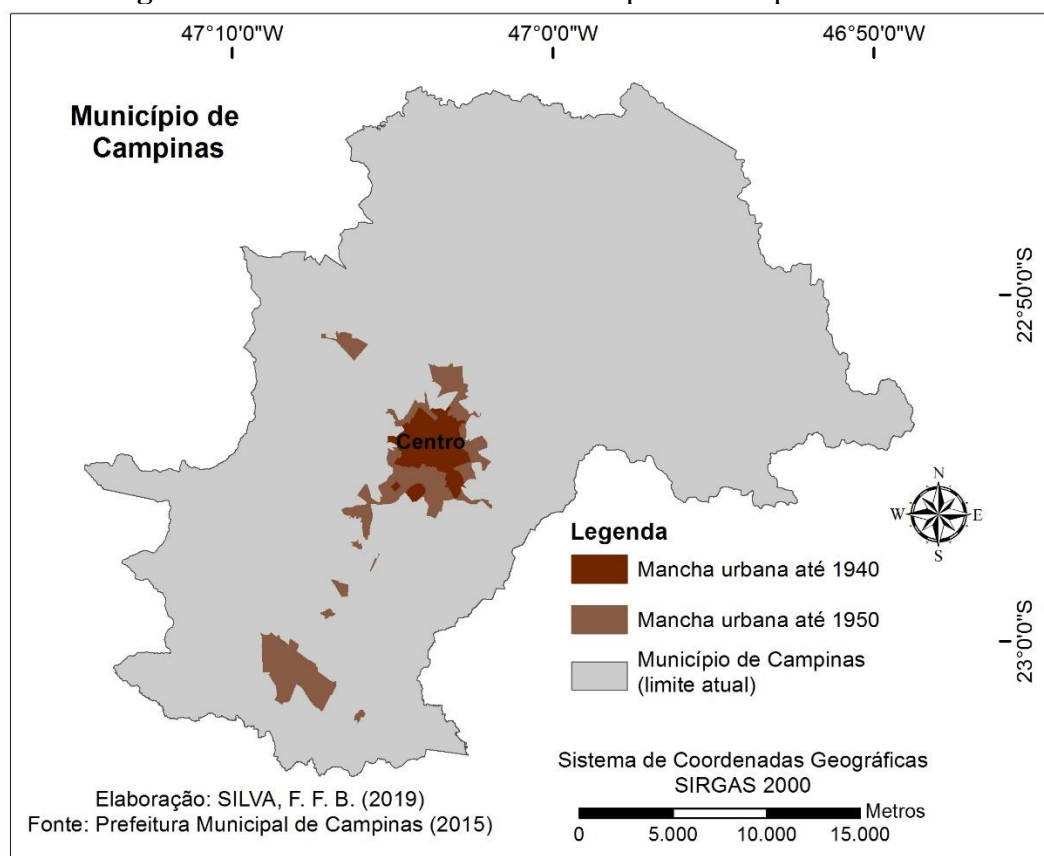 47°10'0"W
47°0'0"W
46°50'0"W
Município de
Campinas
22°50'0"S
Centro
N
W
E
S
Legenda
Mancha urbana até 1940
Mancha urbana até 1950
Município de Campinas
(limite atual)
23°0'0"S
Sistema de Coordenadas Geográficas
SIRGAS 2000
Elaboração: SILVA, F. F. B. (2019)
Fonte: Prefeitura Municipal de Campinas (2015)
Metros
0 5.000 10.000 15.000